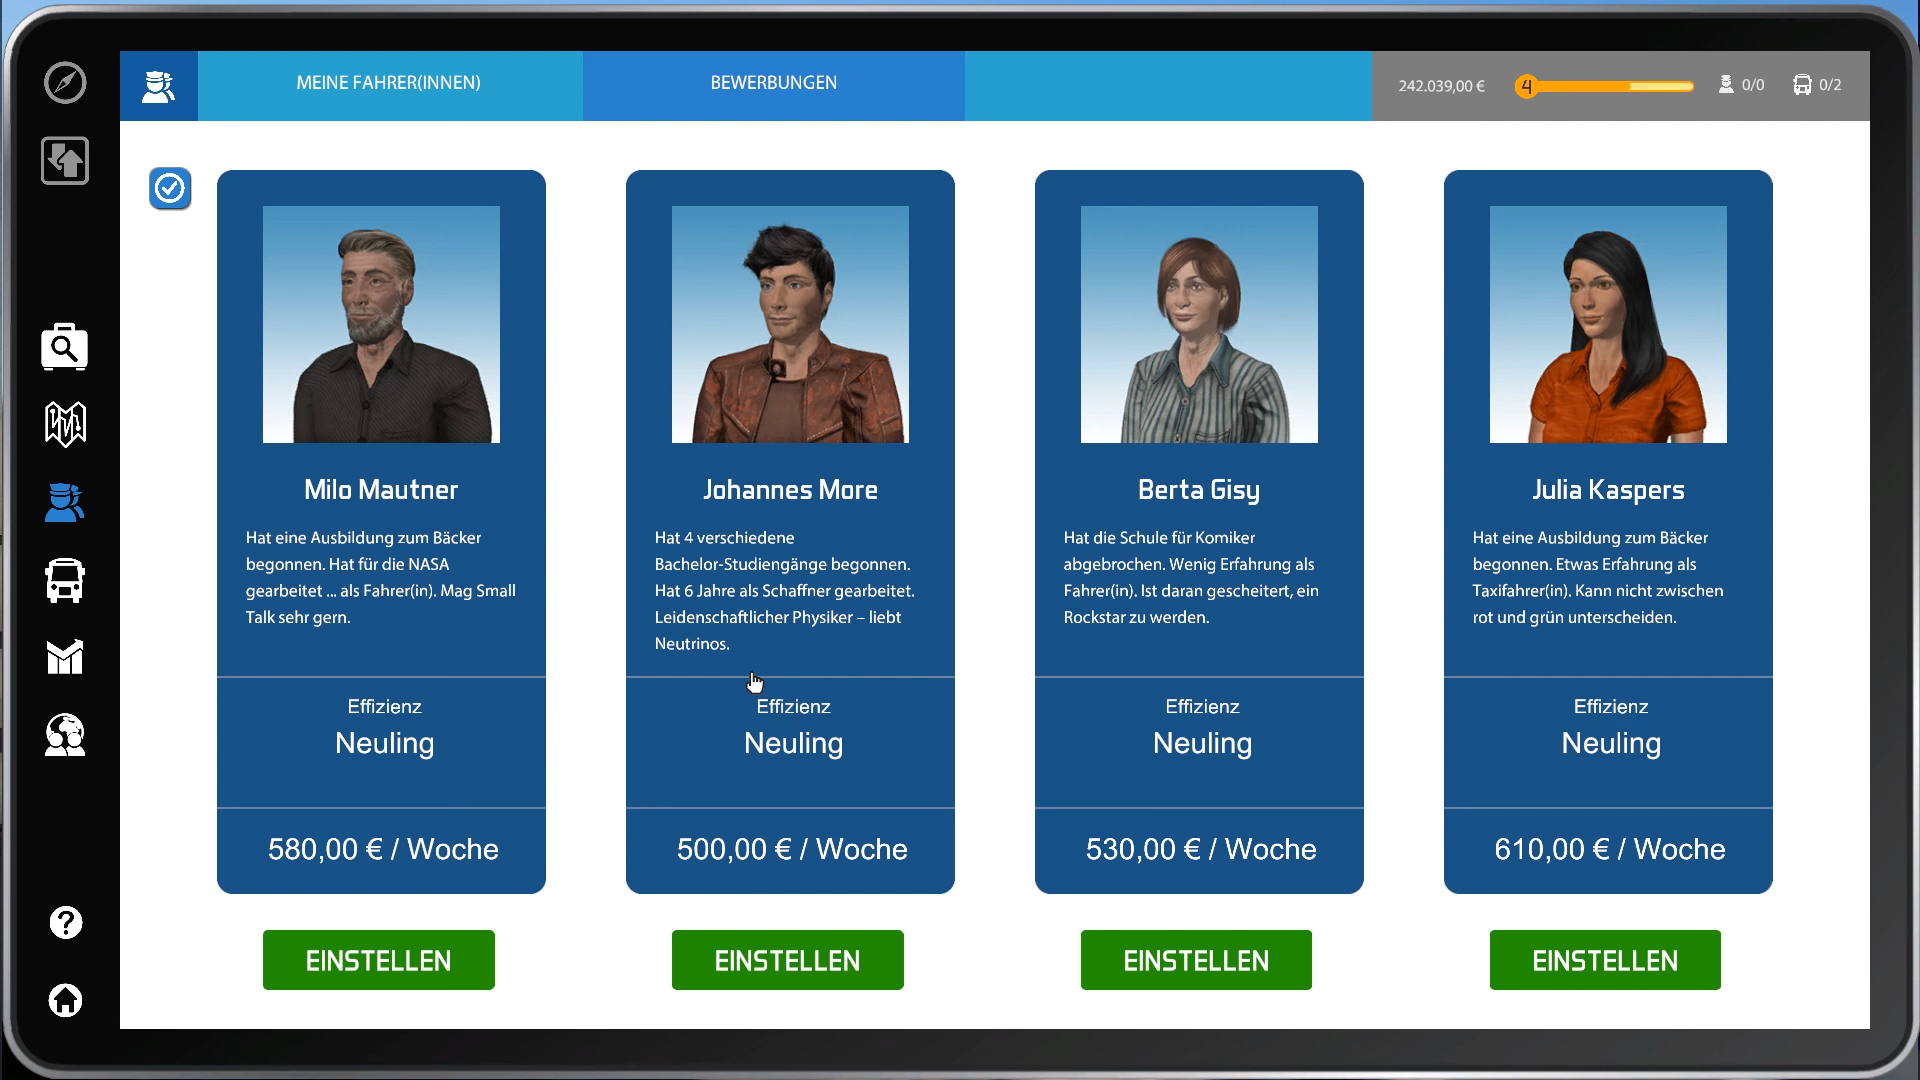 MEINE FAHRER(INNEN)
BEWERBUNGEN
242.039,00 €
4
0/0
0/2
Milo Mautner
Hat eine Ausbildung zum Bäcker
begonnen. Hat für die NASA
gearbeitet ... als Fahrer(in). Mag Small
Talk sehr gern.
Effizienz
Neuling
580,00 € / Woche
EINSTELLEN
Johannes More
Hat 4 verschiedene
Bachelor-Studiengänge begonnen.
Hat 6 Jahre als Schaffner gearbeitet.
Leidenschaftlicher Physiker – liebt
Neutrinos.
Effizienz
Neuling
500,00 € / Woche
EINSTELLEN
Berta Gisy
Hat die Schule für Komiker
abgebrochen. Wenig Erfahrung als
Fahrer(in). Ist daran gescheitert, ein
Rockstar zu werden.
Effizienz
Neuling
530,00 € / Woche
EINSTELLEN
Julia Kaspers
Hat eine Ausbildung zum Bäcker
begonnen. Etwas Erfahrung als
Taxifahrer(in). Kann nicht zwischen
rot und grün unterscheiden.
Effizienz
Neuling
610,00 € / Woche
EINSTELLEN
?